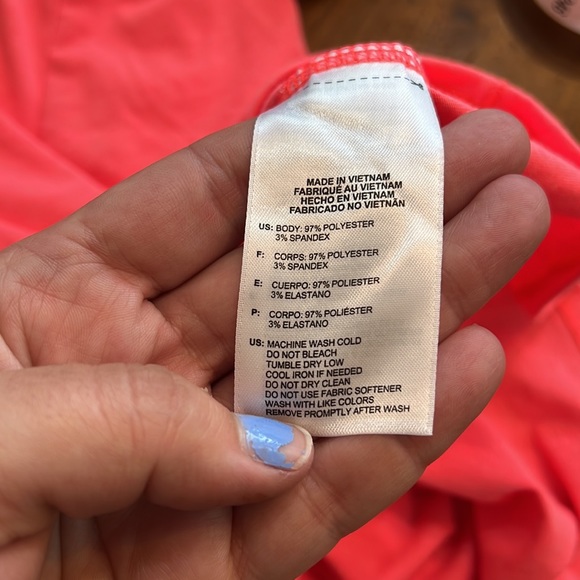 MADE IN VIETNAM
FABRIQUÉ AU VIETNAM
HECHO EN VIETNAM
FABRICADO NO VIETNÃN
US: BODY: 97% POLYESTER
3% SPANDEX
F: CORPS: 97% POLYESTER
3% SPANDEX
E: CUERPO: 97% POLIESTER
3% ELASTANO
P: CORPO: 97% POLIÉSTER
3% ELASTANO
US: MACHINE WASH COLD
DO NOT BLEACH
TUMBLE DRY LOW
COOL IRON IF NEEDED
DO NOT DRY CLEAN
DO NOT USE FABRIC SOFTENER
WASH WITH LIKE COLORS
REMOVE PROMPTLY AFTER WASH